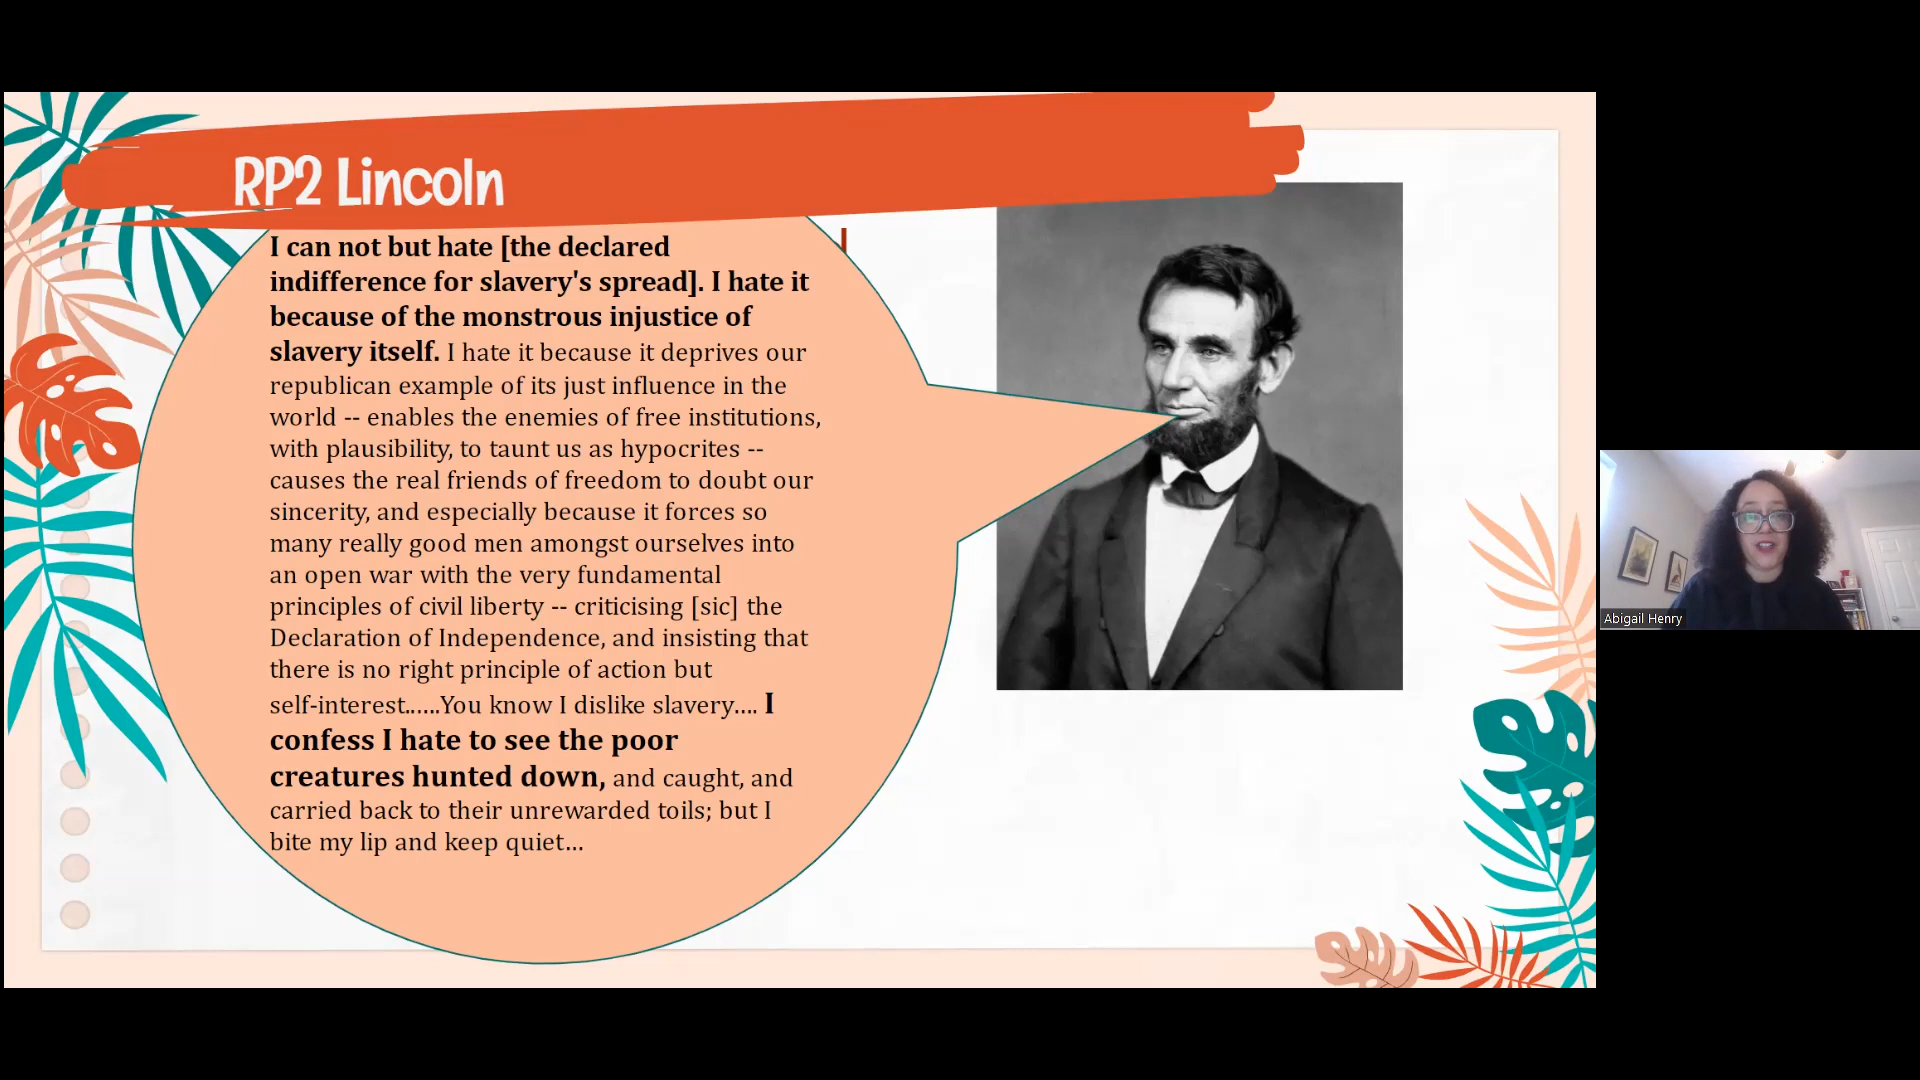 RP2 Lincoln
I can not but hate [the declared
indifference for slavery's spread]. I hate it
because of the monstrous injustice of
slavery itself. I hate it because it deprives our
republican example of its just influence in the
world -- enables the enemies of free institutions,
with plausibility, to taunt us as hypocrites --
causes the real friends of freedom to doubt our
sincerity, and especially because it forces so
many really good men amongst ourselves into
an open war with the very fundamental
principles of civil liberty -- criticising [sic] the
Declaration of Independence, and insisting that
there is no right principle of action but
self-interest......You know I dislike slavery.... I
confess I hate to see the poor
creatures hunted down, and caught, and
carried back to their unrewarded toils; but I
bite my lip and keep quiet...
Abigail Henry